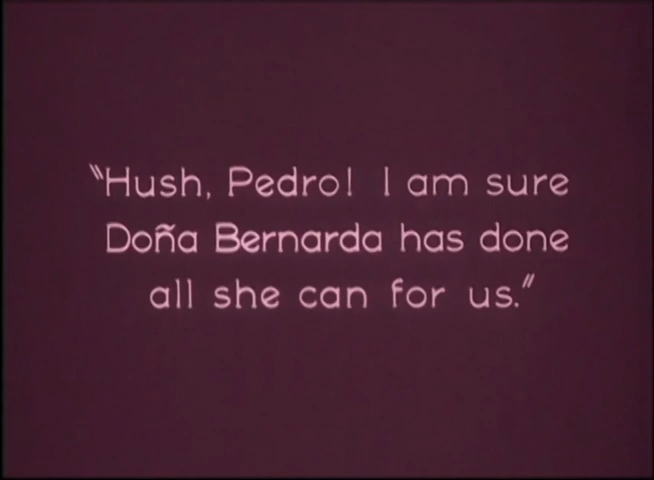 "Hush, Pedro! I am sure
Doña Bernarda has done
all she can for us."